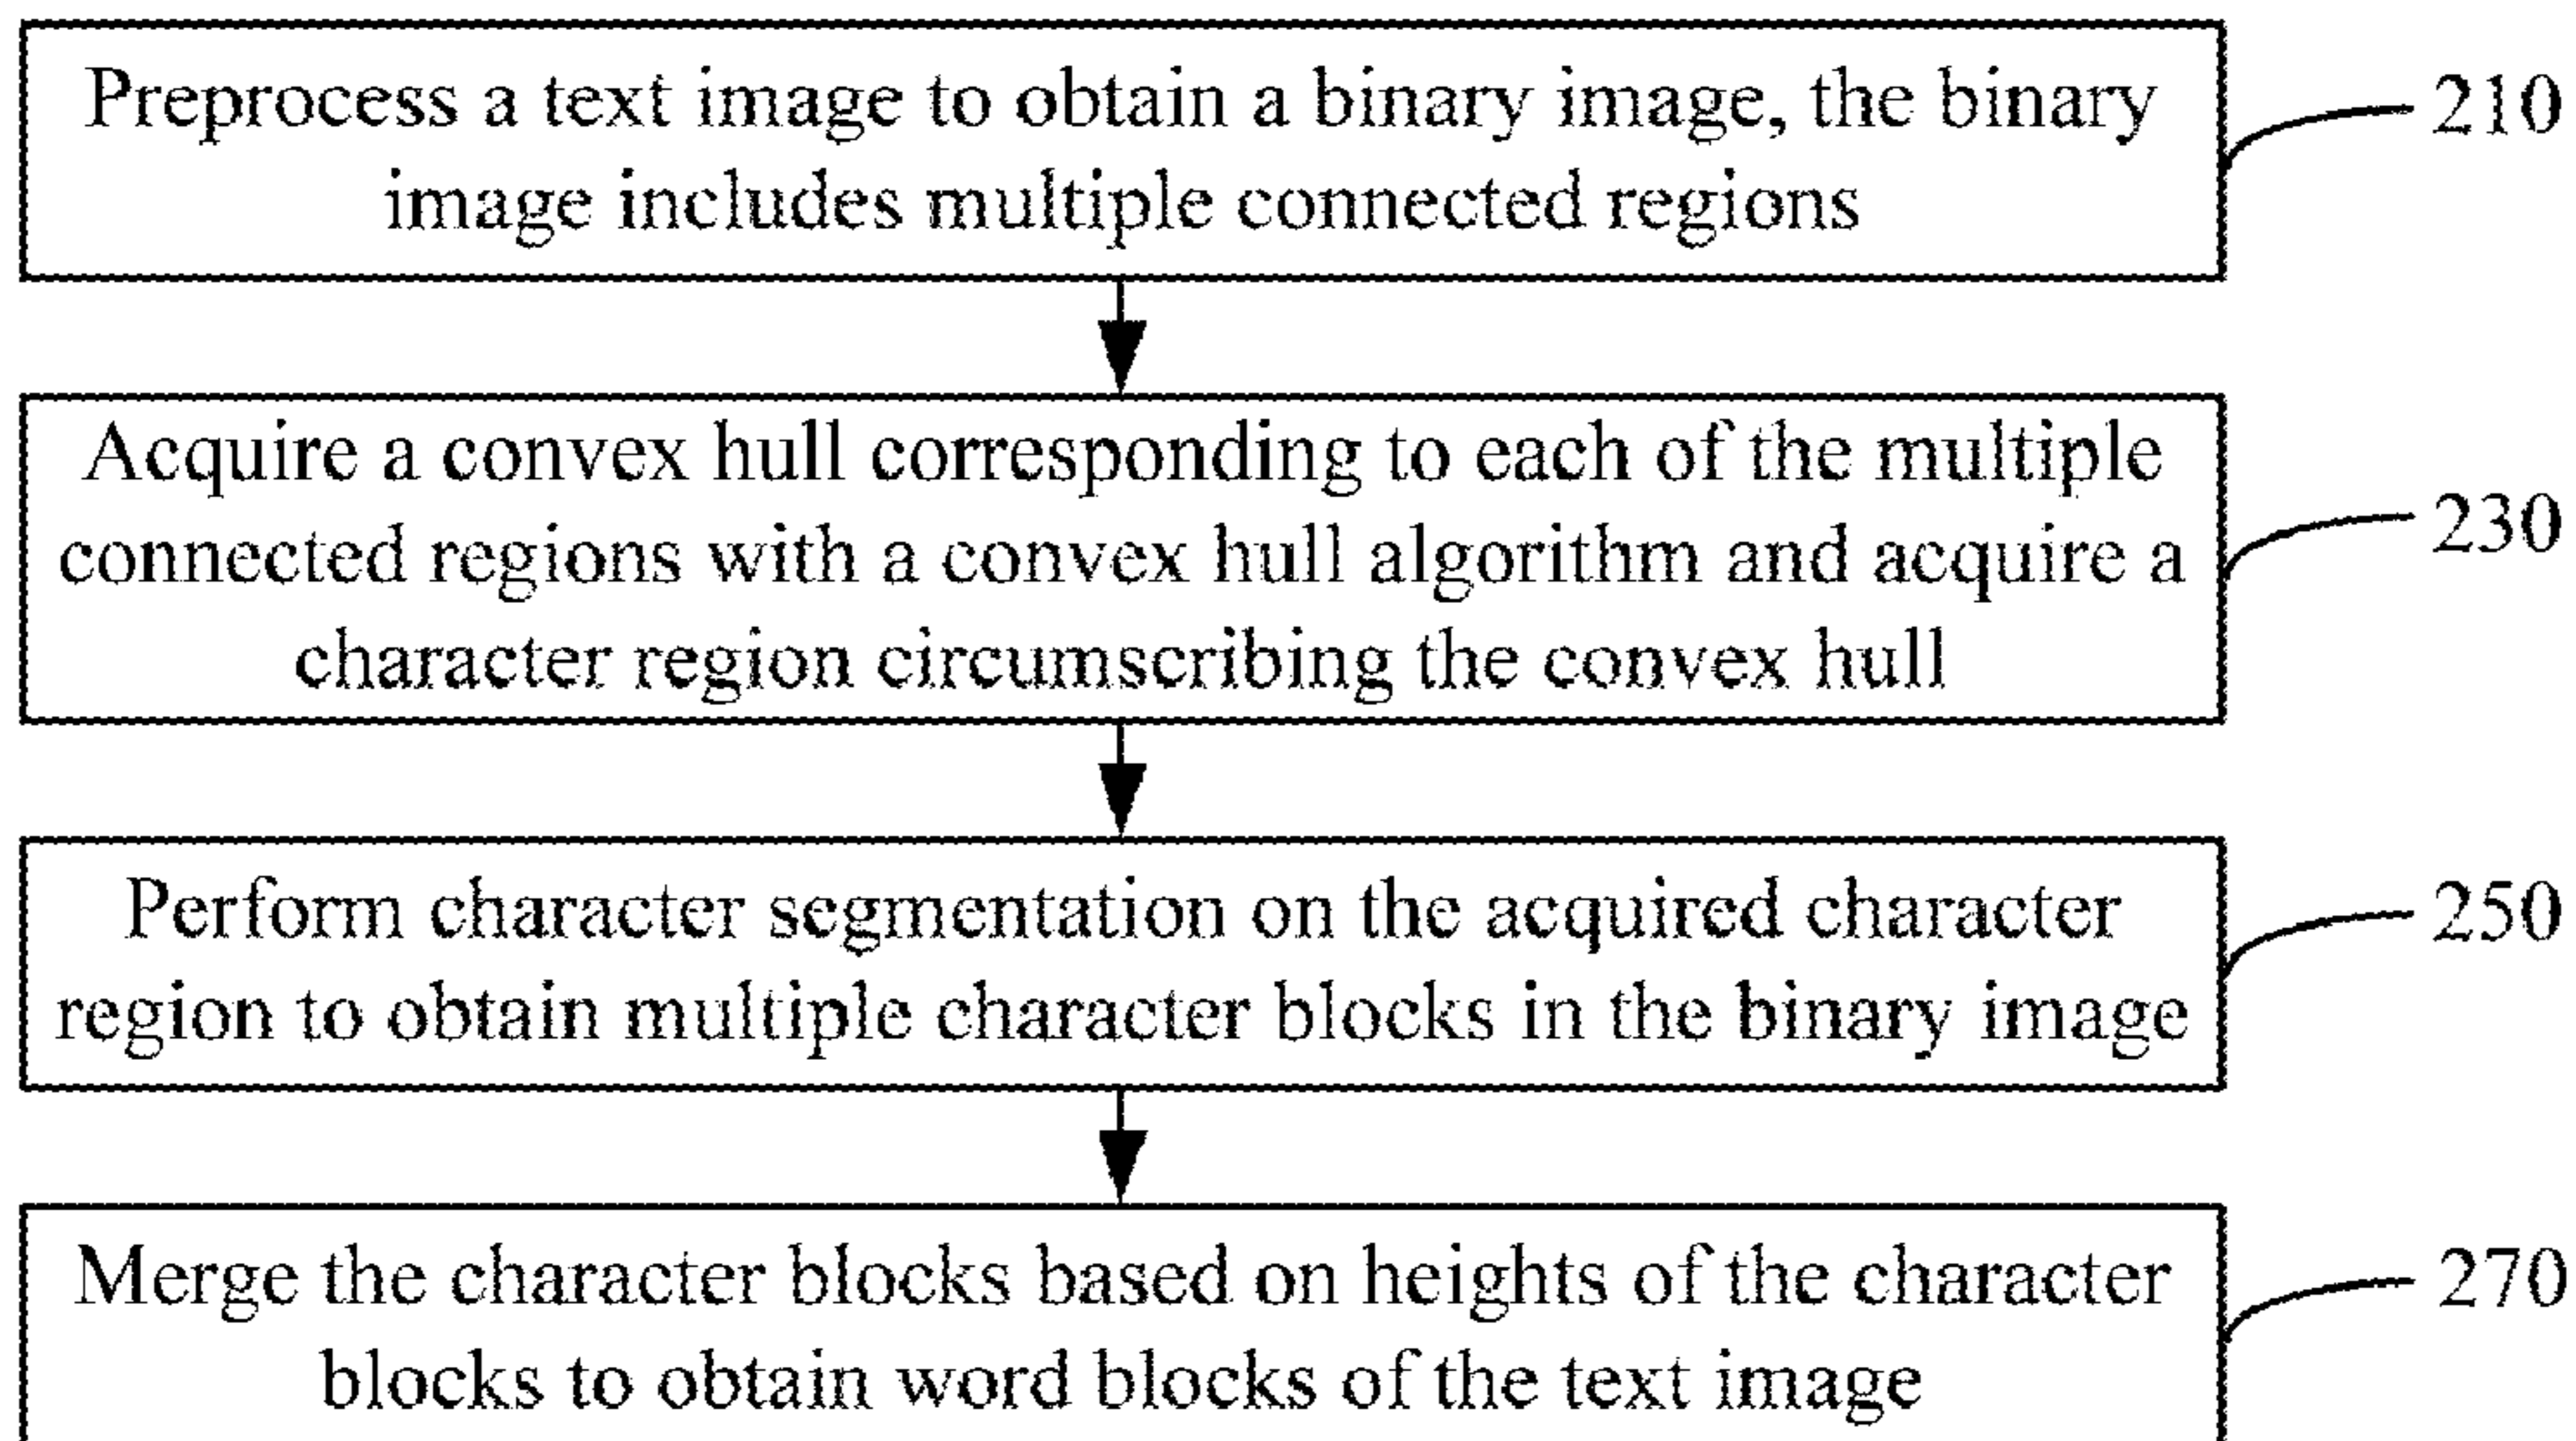 Preprocess a text image to obtain a binary image, the binary
image includes multiple connected regions
210
Acquire a convex hull corresponding to each of the multiple
connected regions with a convex hull algorithm and acquire a
character region circumscribing the convex hull
230
Perform character segmentation on the acquired character
region to obtain multiple character blocks in the binary image
250
Merge the character blocks based on heights of the character
blocks to obtain word blocks of the text image
270